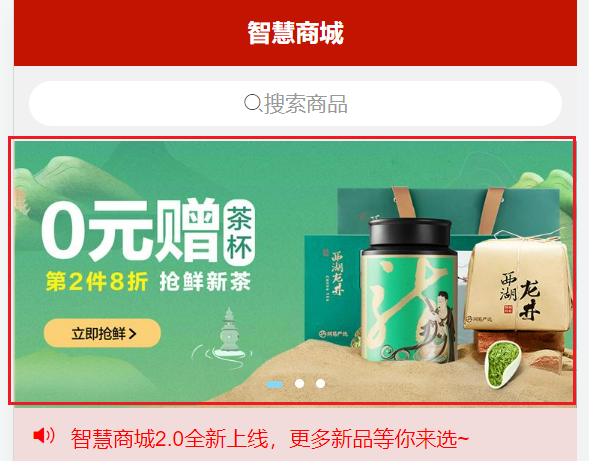 智慧商城
搜索商品
0元赠茶杯
第2件8折 抢鲜新茶
立即抢鲜
西湖龙井
西湖龙井
智慧商城2.0全新上线，更多新品等你来选~